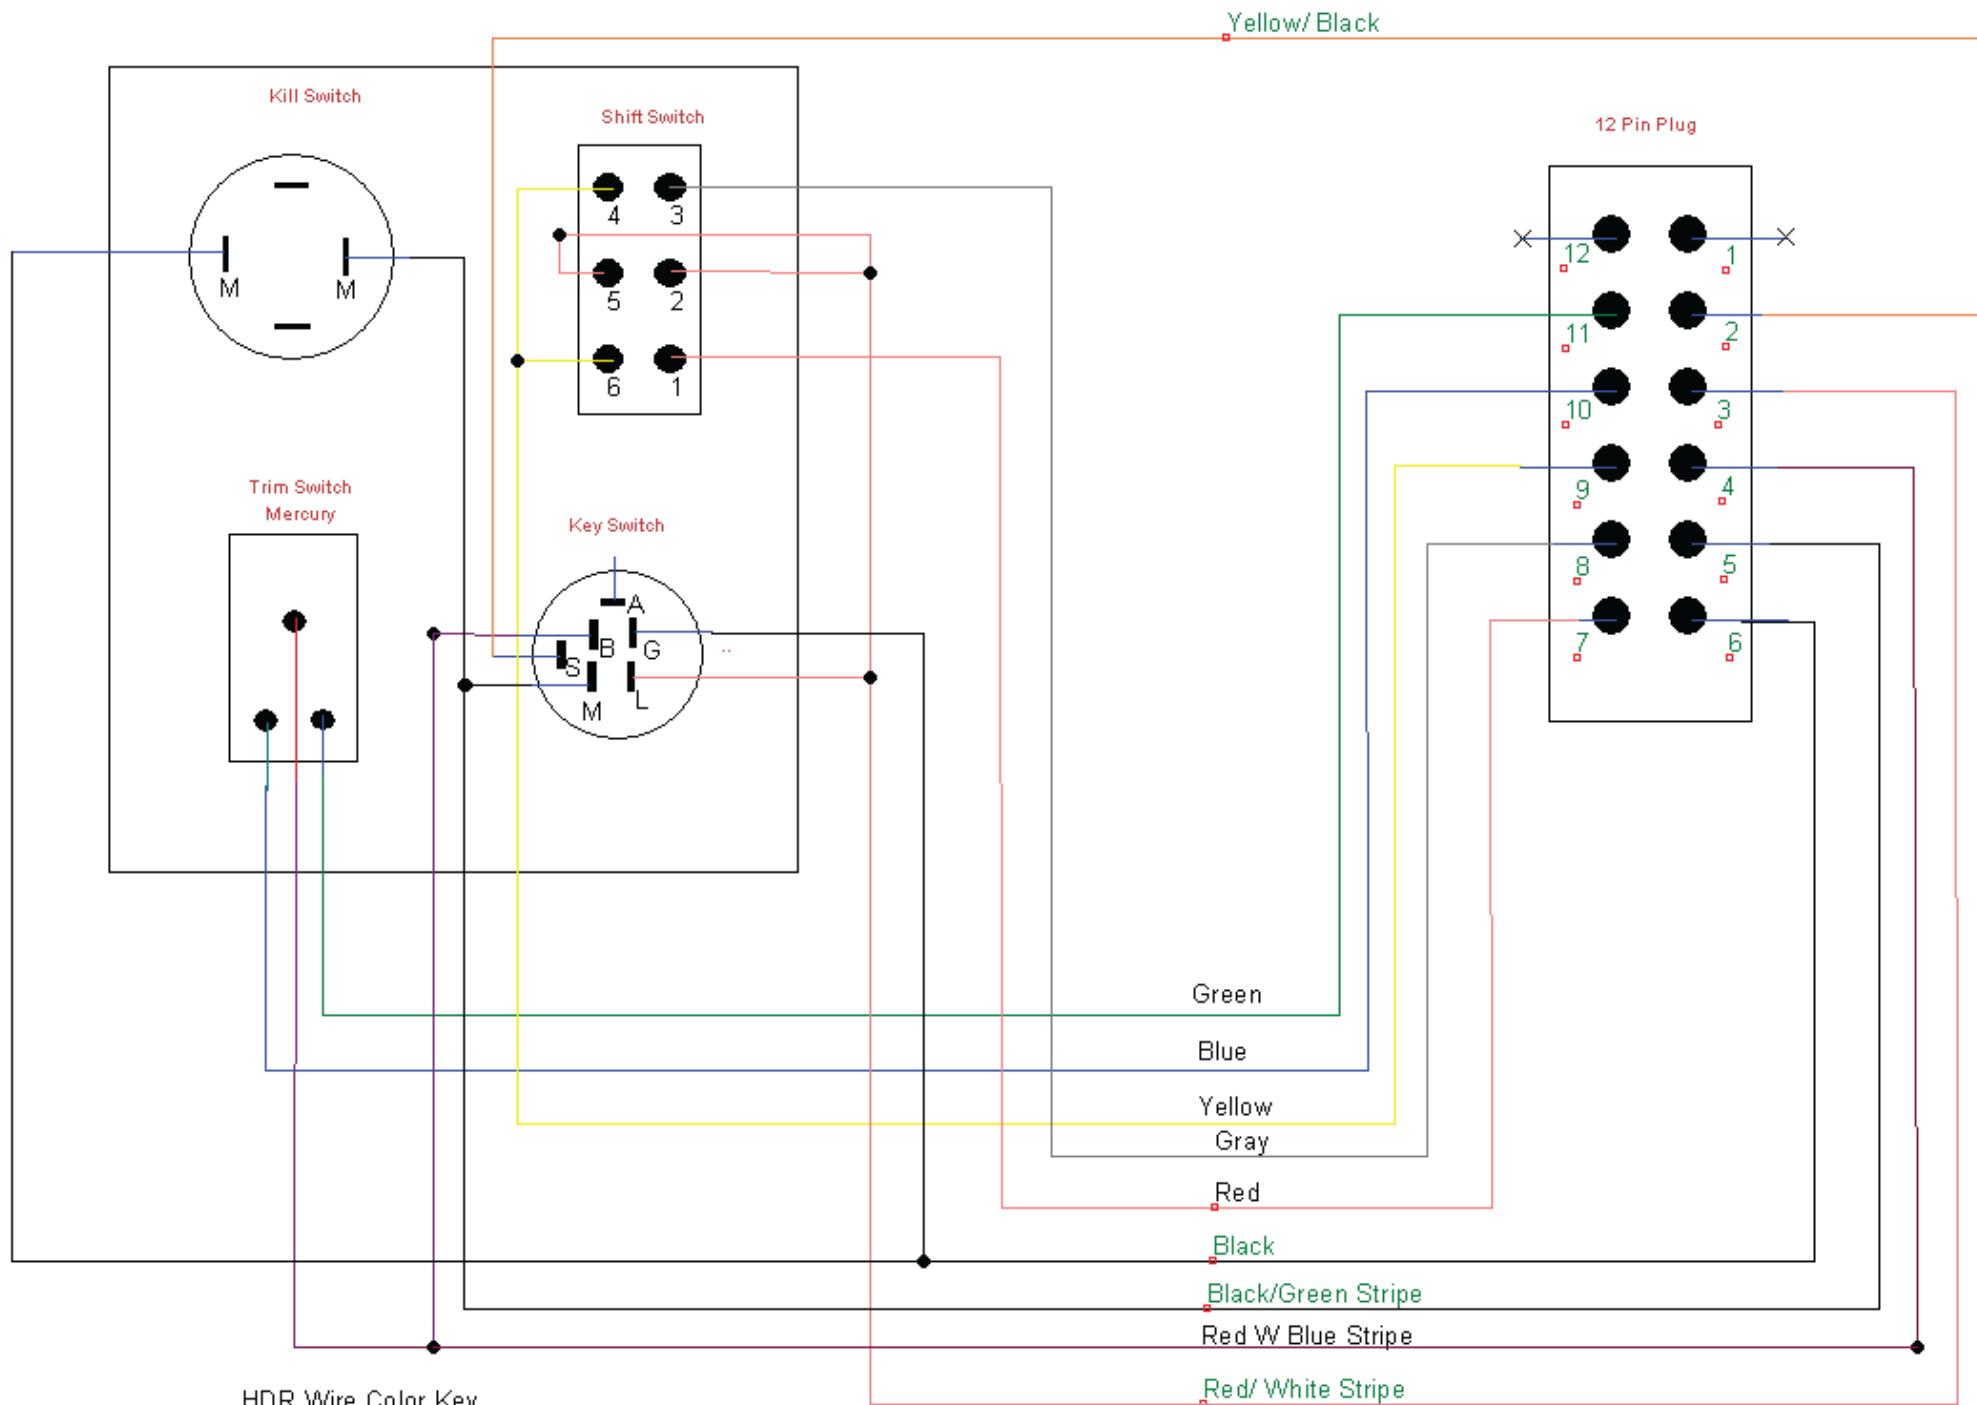 Yellow/ Black
Kill Switch
Shift Switch
12 Pin Plug
4 3
5 2
6 1
M M
12 1
11 2
10 3
9 4
8 5
7 6
Trim Switch
Mercury
Key Switch
A
B G
S
M L
Green
Blue
Yellow
Gray
Red
Black
Black/Green Stripe
Red W Blue Stripe
Red/ White Stripe
HDR Wire Color Key